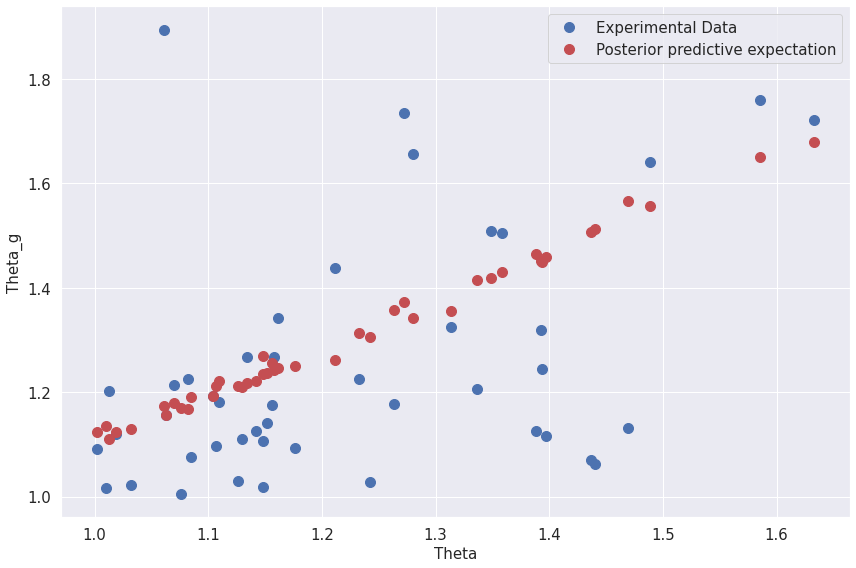 Experimental Data
Posterior predictive expectation
Theta_g
1.8
1.6
1.4
1.2
1.0
1.0 1.1 1.2 1.3 1.4 1.5 1.6
Theta